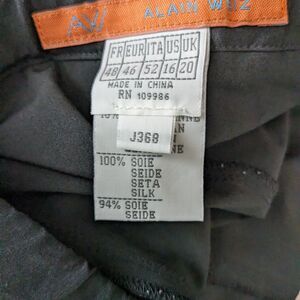 AW
ALAIN WEIZ
FR EUR ITA US UK
48 46 52 16 20
MADE IN CHINA
RN 109986
J368
100% SOIE
SEIDE
SETA
SILK
94% SOIE
SEIDE